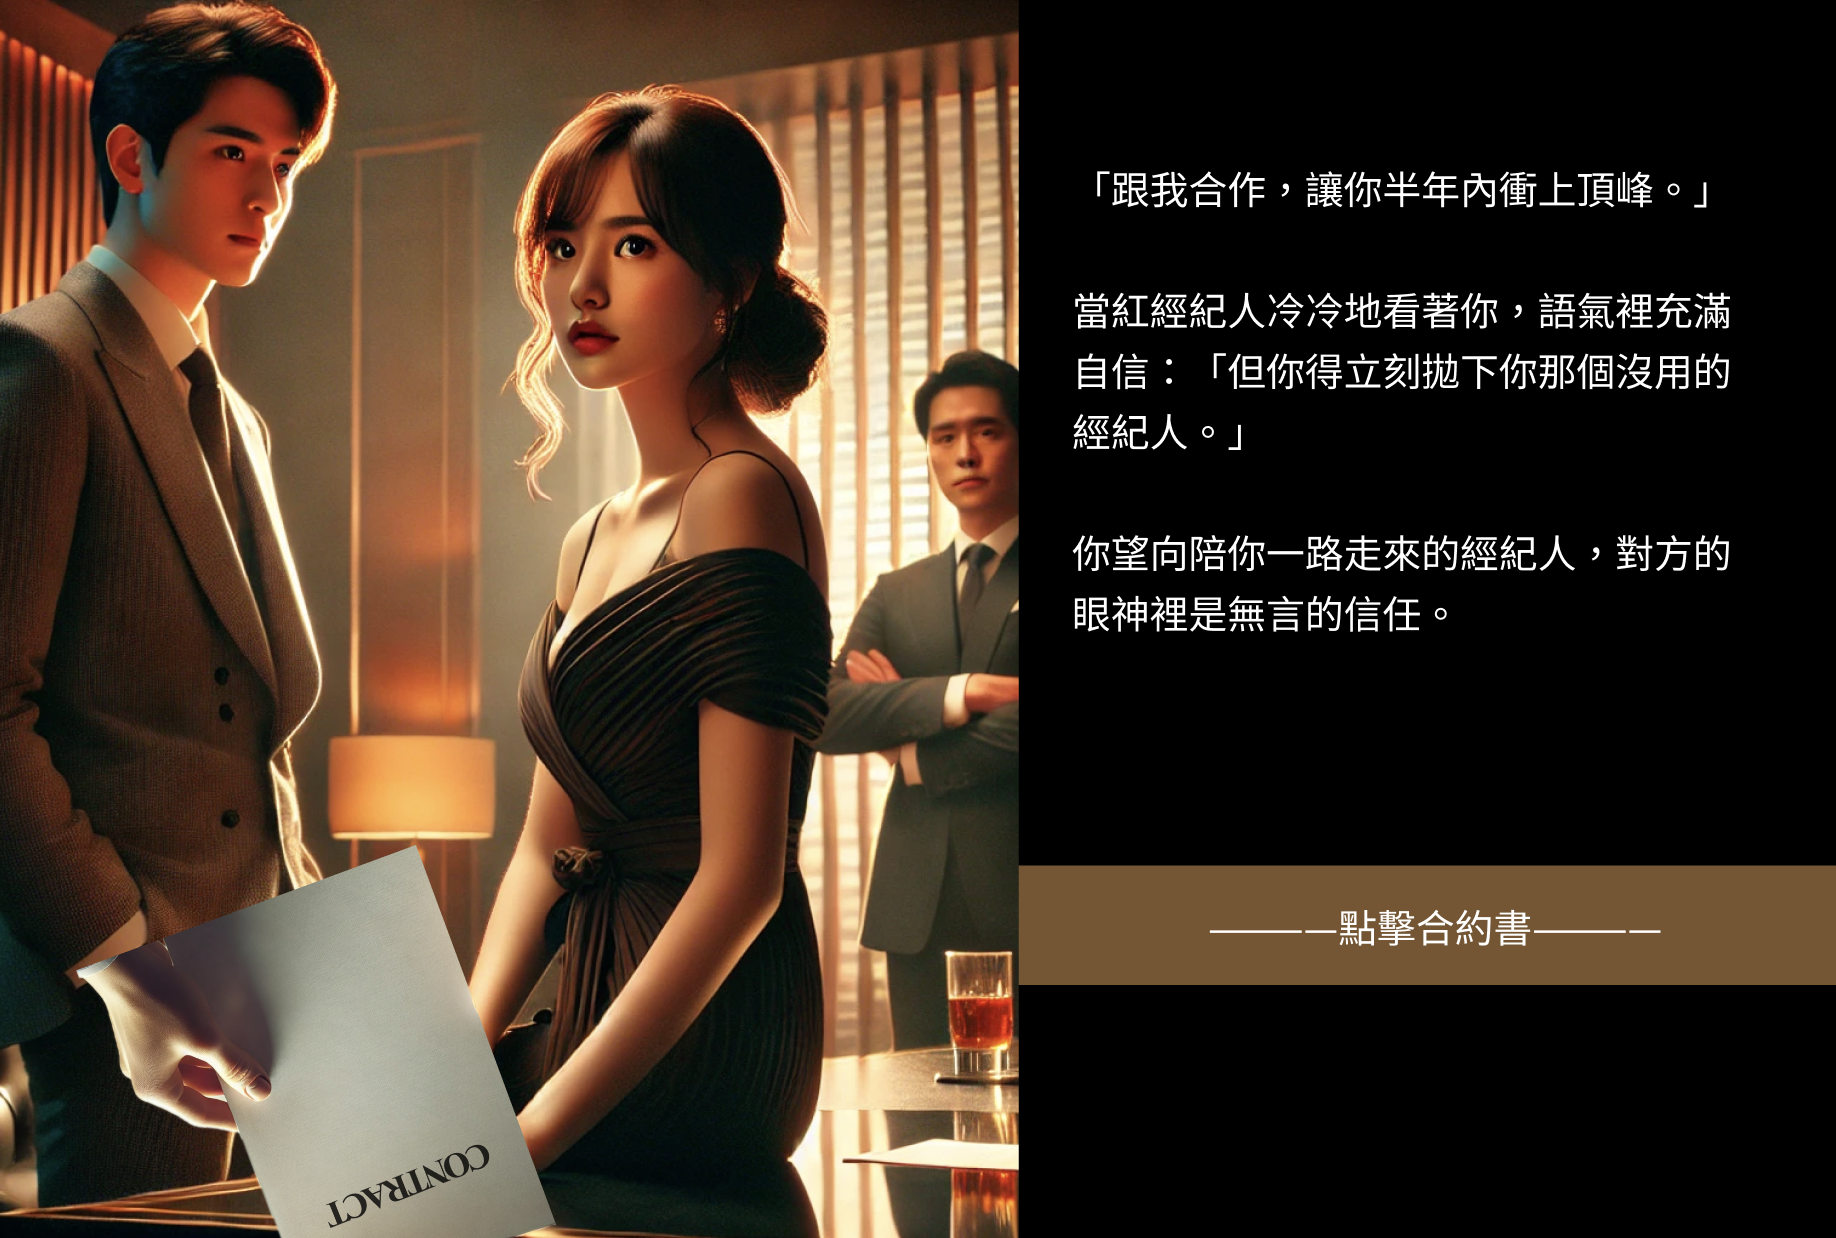 「跟我合作，讓你半年內衝上頂峰。」
當紅經紀人冷冷地看著你，語氣裡充滿
自信：「但你得立刻拋下你那個沒用的
經紀人。」
你望向陪你一路走來的經紀人，對方的
眼神裡是無言的信任。
————點擊合約書————
CONTRACT